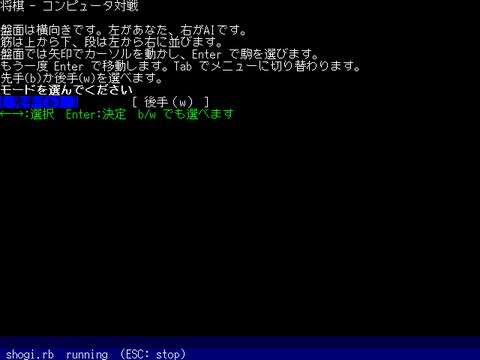 将棋 - コンピュータ対戦
盤面は横向きです。左があなた、右がAIです。
筋は上から下、段は左から右に並びます。
盤面では矢印でカーソルを動かし、Enter で駒を選びます。
もう一度 Enter で移動します。Tab でメニューに切り替わります。
先手(b)か後手(w)を選べます。
モードを選んでください
[ 先手(b) ] [ 後手(w) ]
←→:選択 Enter:決定 b/w でも選べます
shogi.rb running (ESC: stop)